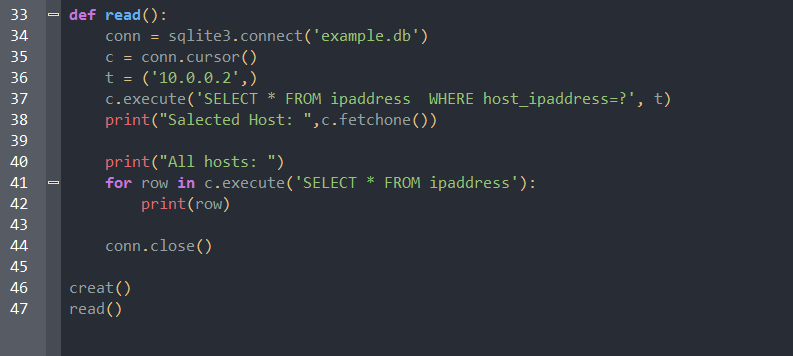 33 def read():
34     conn = sqlite3.connect('example.db')
35     c = conn.cursor()
36     t = ('10.0.0.2',)
37     c.execute('SELECT * FROM ipaddress  WHERE host_ipaddress=?', t)
38     print("Salected Host: ",c.fetchone())
39
40     print("All hosts: ")
41     for row in c.execute('SELECT * FROM ipaddress'):
42         print(row)
43
44     conn.close()
45
46 creat()
47 read()